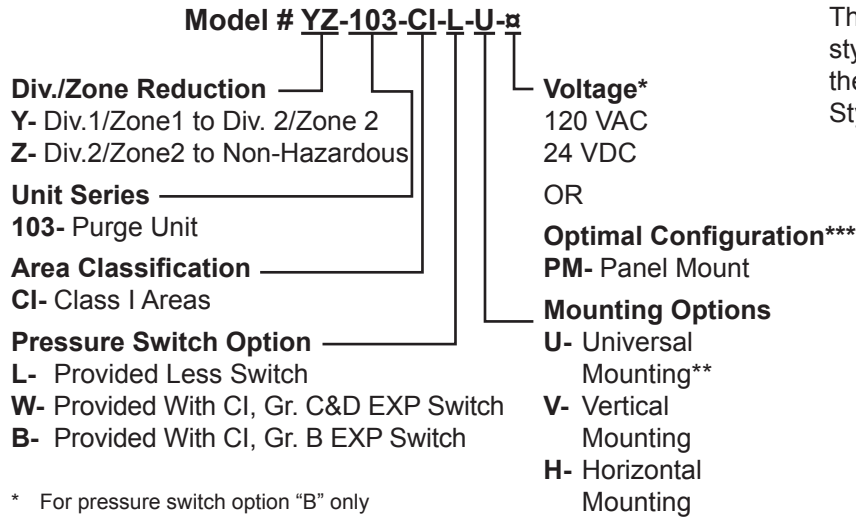 Model # YZ-103-CI-L-U-¤
Div./Zone Reduction
Y- Div.1/Zone1 to Div. 2/Zone 2
Z- Div.2/Zone2 to Non-Hazardous
Unit Series
103- Purge Unit
Area Classification
CI- Class I Areas
Pressure Switch Option
L- Provided Less Switch
W- Provided With CI, Gr. C&D EXP Switch
B- Provided With CI, Gr. B EXP Switch
* For pressure switch option “B” only
Voltage*
120 VAC
24 VDC
OR
Optimal Configuration***
PM- Panel Mount
Mounting Options
U- Universal
Mounting**
V- Vertical
Mounting
H- Horizontal
Mounting